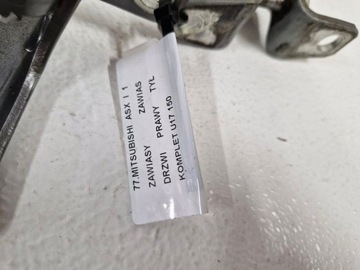 77.MITSUBISHI ASX I 1
ZAWIASY ZAWIAS
DRZWI PRAWY TYŁ
KOMPLET U17 150